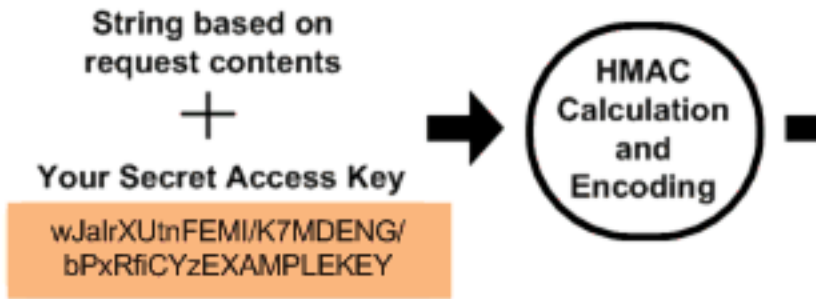 String based on
request contents
+
Your Secret Access Key
wJalrXUtnFEMI/K7MDENG/
bPxRfiCYzEXAMPLEKEY
HMAC
Calculation
and
Encoding